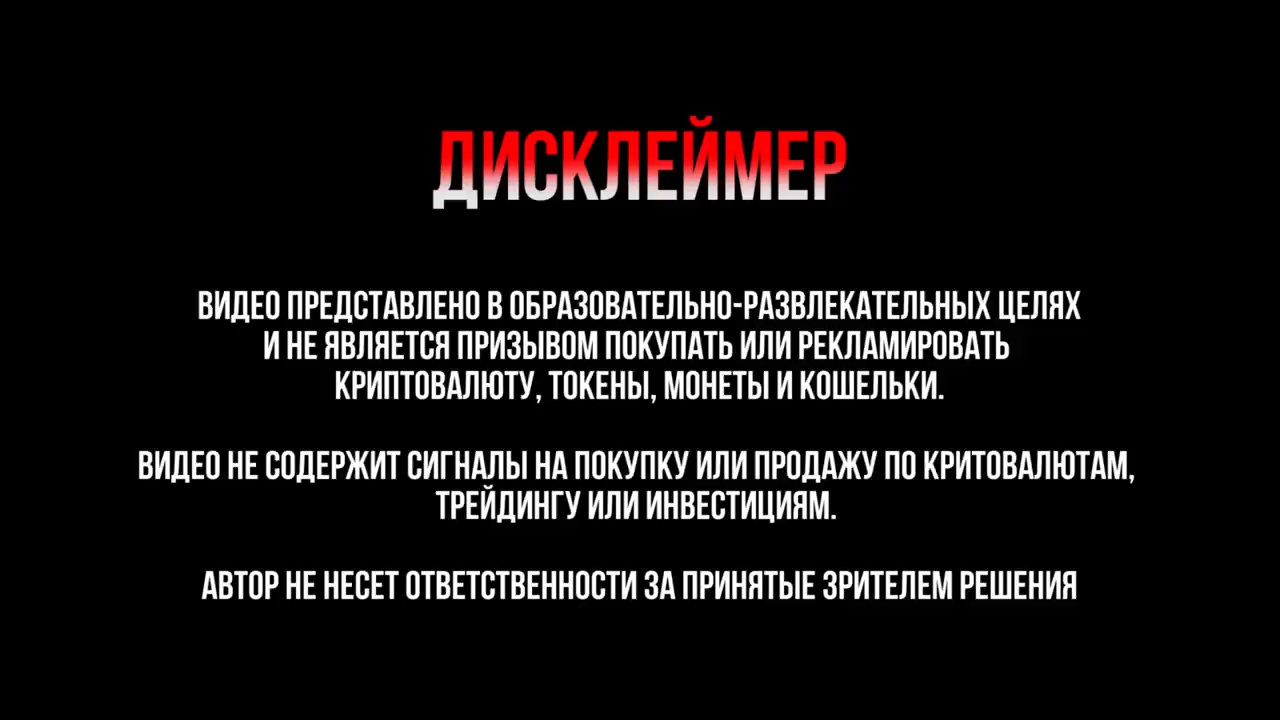 ДИСКЛЕЙМЕР
ВИДЕО ПРЕДСТАВЛЕНО В ОБРАЗОВАТЕЛЬНО-РАЗВЛЕКАТЕЛЬНЫХ ЦЕЛЯХ
И НЕ ЯВЛЯЕТСЯ ПРИЗЫВОМ ПОКУПАТЬ ИЛИ РЕКЛАМИРОВАТЬ
КРИПТОВАЛЮТУ, ТОКЕНЫ, МОНЕТЫ И КОШЕЛЬКИ.
ВИДЕО НЕ СОДЕРЖИТ СИГНАЛЫ НА ПОКУПКУ ИЛИ ПРОДАЖУ ПО КРИТОВАЛЮТАМ,
ТРЕЙДИНГУ ИЛИ ИНВЕСТИЦИЯМ.
АВТОР НЕ НЕСЕТ ОТВЕТСТВЕННОСТИ ЗА ПРИНЯТЫЕ ЗРИТЕЛЕМ РЕШЕНИЯ